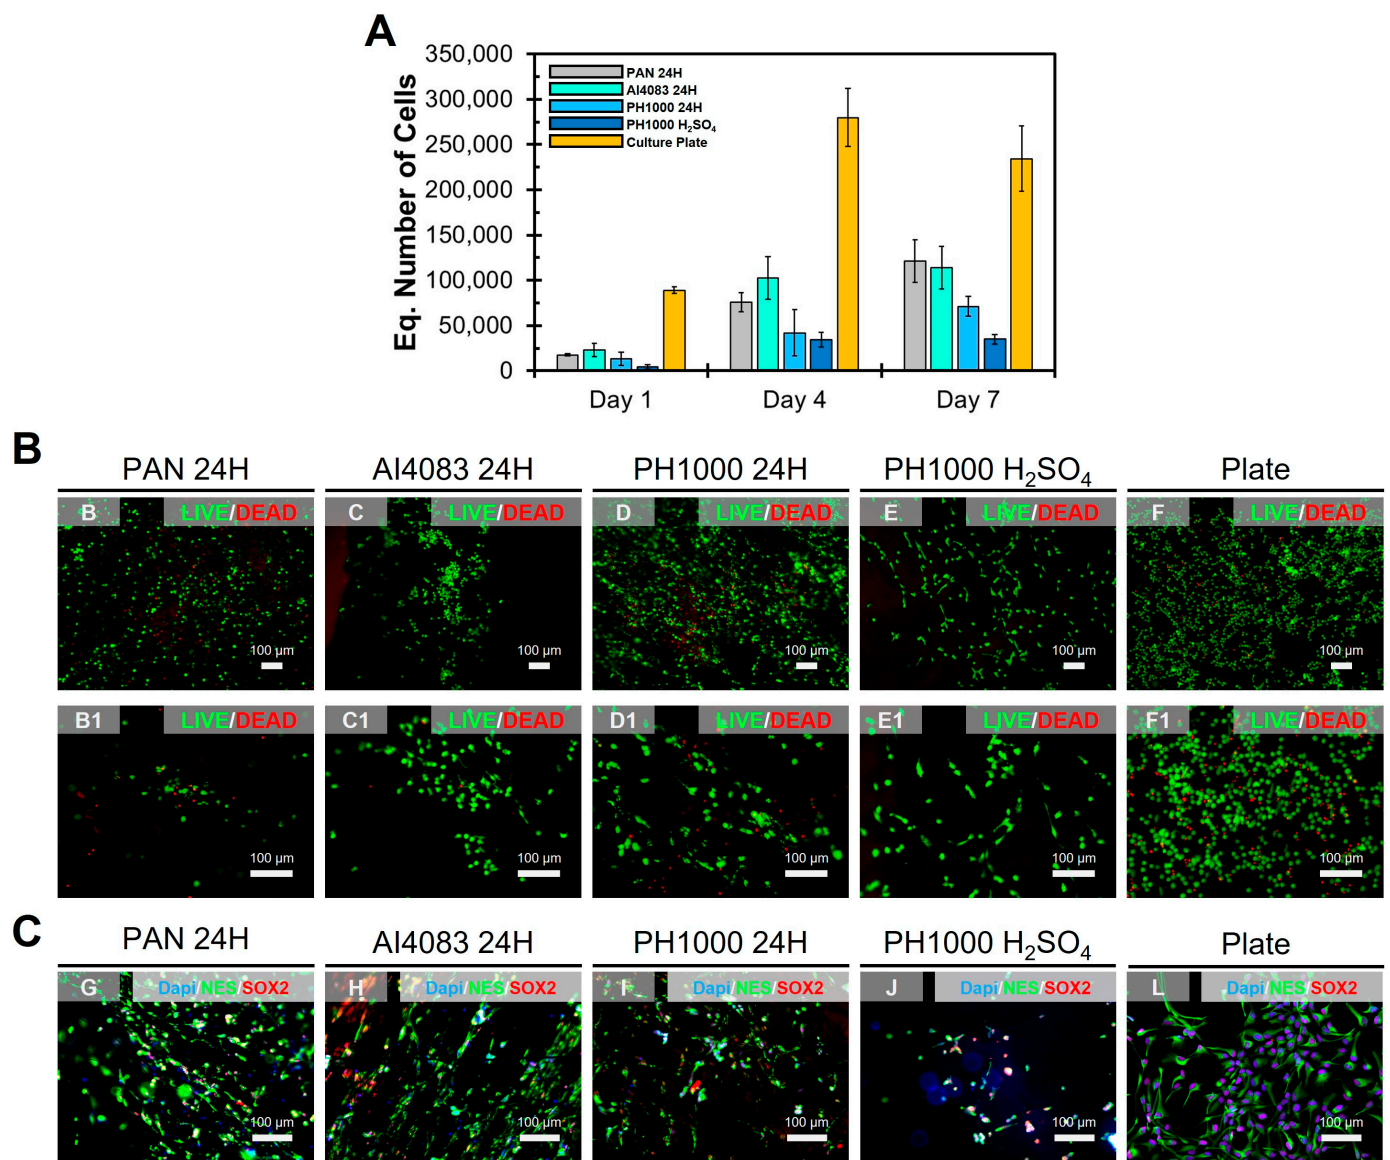 A
350,000
300,000
250,000
200,000
150,000
100,000
50,000
0
Eq. Number of Cells
PAN 24H
AI4083 24H
PH1000 24H
PH1000 H₂SO₄
Culture Plate
Day 1 Day 4 Day 7
B
PAN 24H AI4083 24H PH1000 24H PH1000 H₂SO₄ Plate
B LIVE/DEAD C LIVE/DEAD D LIVE/DEAD E LIVE/DEAD F LIVE/DEAD
100 µm 100 µm 100 µm 100 µm 100 µm
B1 LIVE/DEAD C1 LIVE/DEAD D1 LIVE/DEAD E1 LIVE/DEAD F1 LIVE/DEAD
100 µm 100 µm 100 µm 100 µm 100 µm
C
PAN 24H AI4083 24H PH1000 24H PH1000 H₂SO₄ Plate
G Dapi/NES/SOX2 H Dapi/NES/SOX2 I Dapi/NES/SOX2 J Dapi/NES/SOX2 L Dapi/NES/SOX2
100 µm 100 µm 100 µm 100 µm 100 µm